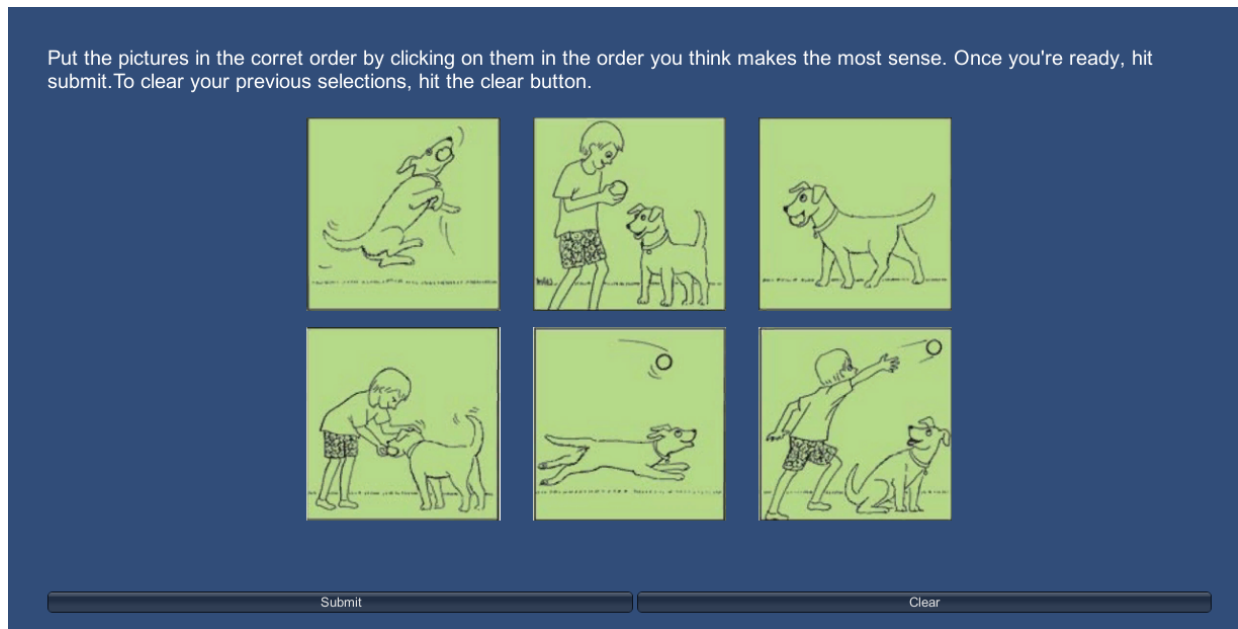 Put the pictures in the corret order by clicking on them in the order you think makes the most sense. Once you're ready, hit
submit.To clear your previous selections, hit the clear button.
Submit
Clear